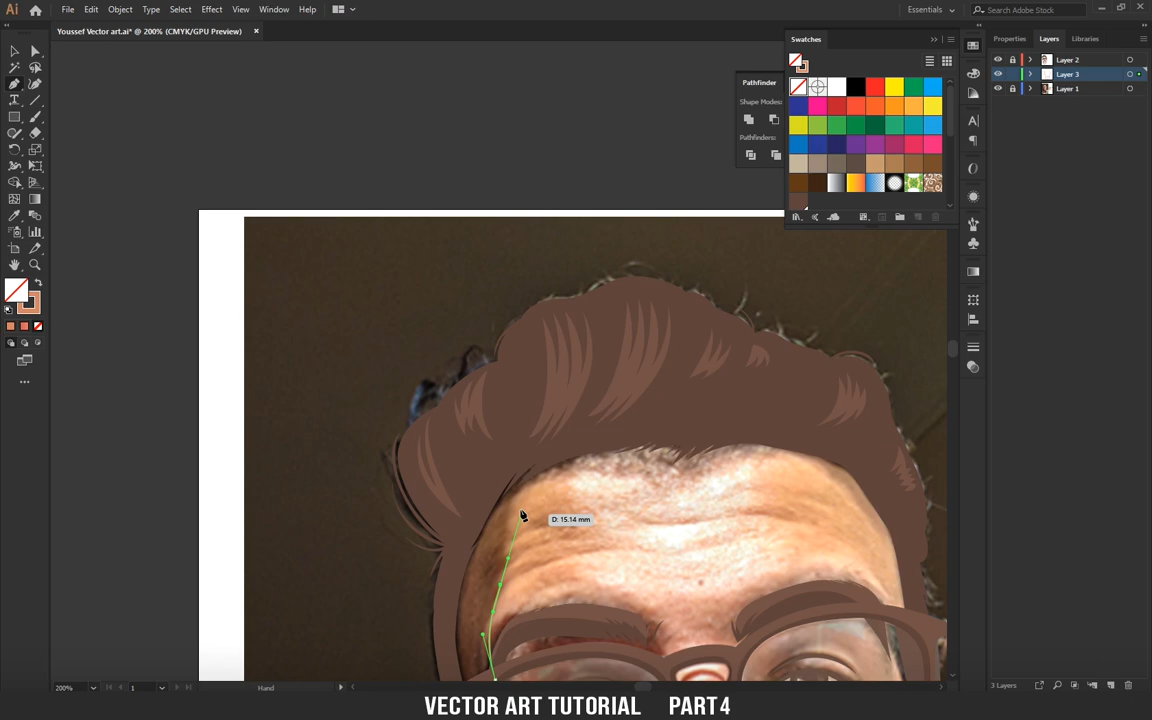 Ai File Edit Object Type Select Effect View Window Help Essentials Search Adobe Stock
Youssef Vector art.ai* @ 200% (CMYK/GPU Preview)
Swatches
Properties Layers Libraries
Layer 2
Layer 3
Layer 1
Pathfinder
Shape Modes:
Pathfinders:
D: 15.14 mm
200% 1 Hand
3 Layers
VECTOR ART TUTORIAL PART 4